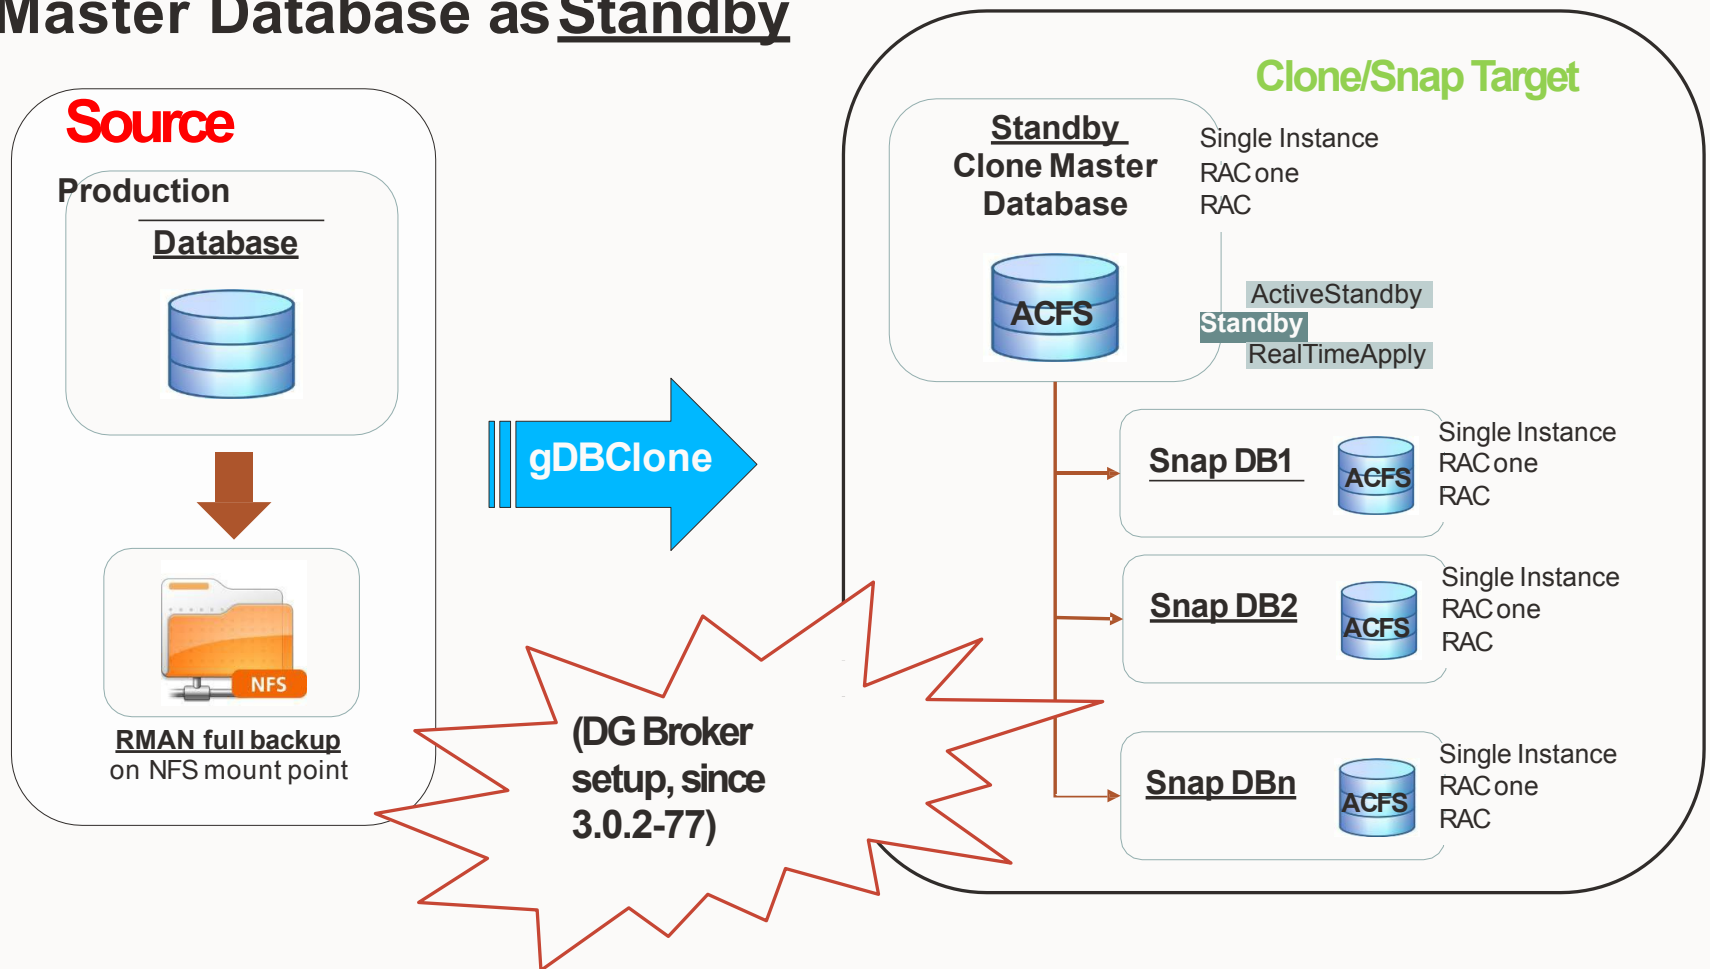 Master Database as Standby
Source
Production
Database
NFS
RMAN full backup
on NFS mount point
gDBClone
(DG Broker
setup, since
3.0.2-77)
Clone/Snap Target
Standby
Clone Master
Database
ACFS
Single Instance
RAC one
RAC
ActiveStandby
Standby
RealTimeApply
Snap DB1
ACFS
Single Instance
RAC one
RAC
Snap DB2
ACFS
Single Instance
RAC one
RAC
Snap DBn
ACFS
Single Instance
RAC one
RAC